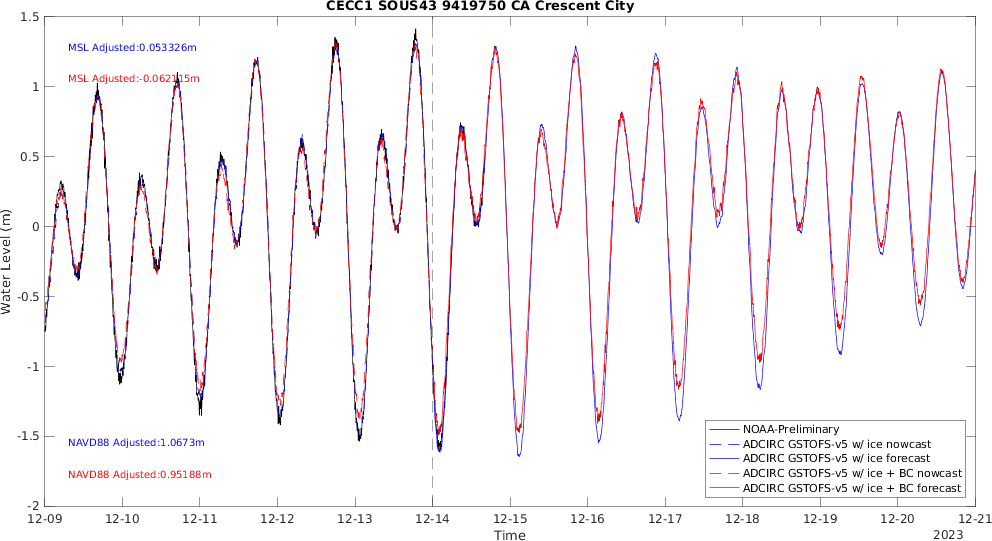 CECC1 SOUS43 9419750 CA Crescent City
1.5
1
0.5
0
-0.5
-1
-1.5
-2
Water Level (m)
MSL Adjusted:0.053326m
MSL Adjusted:-0.062115m
NAVD88 Adjusted:1.0673m
NAVD88 Adjusted:0.95188m
NOAA-Preliminary
ADCIRC GSTOFS-v5 w/ ice nowcast
ADCIRC GSTOFS-v5 w/ ice forecast
ADCIRC GSTOFS-v5 w/ ice + BC nowcast
ADCIRC GSTOFS-v5 w/ ice + BC forecast
12-09 12-10 12-11 12-12 12-13 12-14 12-15 12-16 12-17 12-18 12-19 12-20 12-21
Time
2023